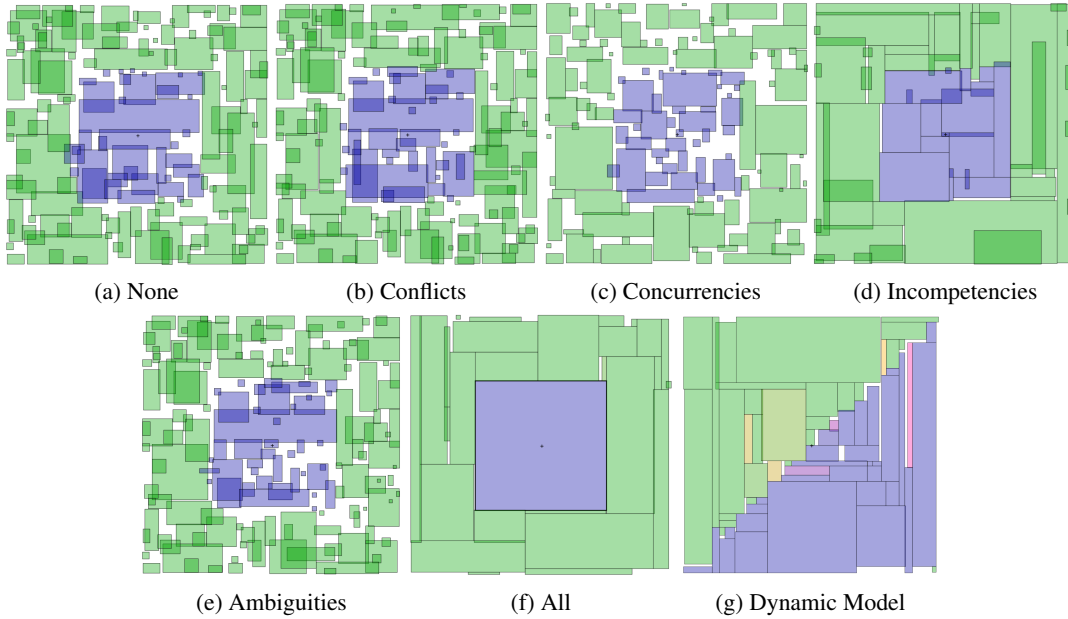 (a) None
(b) Conflicts
(c) Concurrencies
(d) Incompetencies
(e) Ambiguities
(f) All
(g) Dynamic Model